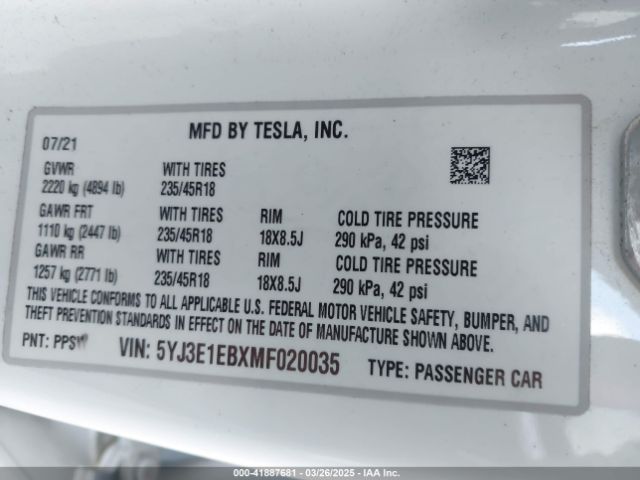 MFD BY TESLA, INC.
07/21
GVWR WITH TIRES
2220 kg (4894 lb) 235/45R18
GAWR FRT WITH TIRES RIM COLD TIRE PRESSURE
1110 kg (2447 lb) 235/45R18 18X8.5J 290 kPa, 42 psi
GAWR RR WITH TIRES RIM COLD TIRE PRESSURE
1257 kg (2771 lb) 235/45R18 18X8.5J 290 kPa, 42 psi
THIS VEHICLE CONFORMS TO ALL APPLICABLE U.S. FEDERAL MOTOR VEHICLE SAFETY, BUMPER, AND
THEFT PREVENTION STANDARDS IN EFFECT ON THE DATE OF MANUFACTURE SHOWN ABOVE.
PNT: PPSW VIN: 5YJ3E1EBXMF020035 TYPE: PASSENGER CAR
000-41887681 - 03/26/2025 - IAA Inc.